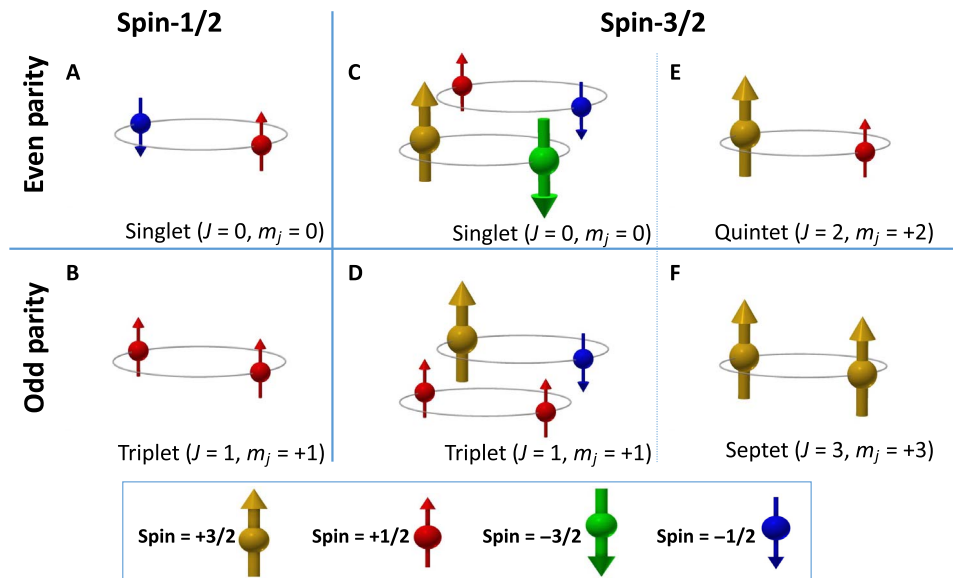 Spin-1/2
Spin-3/2
Even parity
A
C
E
Singlet (J = 0, mj = 0)
Singlet (J = 0, mj = 0)
Quintet (J = 2, mj = +2)
Odd parity
B
D
F
Triplet (J = 1, mj = +1)
Triplet (J = 1, mj = +1)
Septet (J = 3, mj = +3)
Spin = +3/2
Spin = +1/2
Spin = –3/2
Spin = –1/2